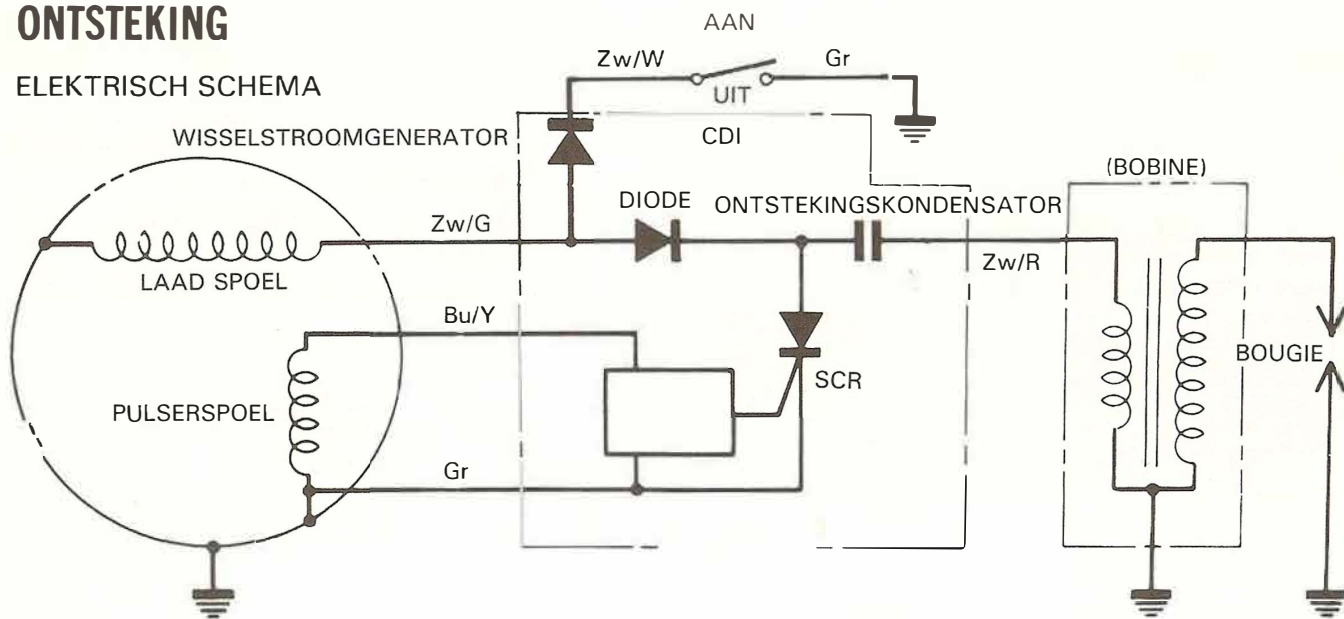 ONTSTEKING
ELEKTRISCH SCHEMA
AAN
Zw/W
Gr
UIT
WISSELSTROOMGENERATOR
CDI
(BOBINE)
DIODE
ONTSTEKINGSKONDENSATOR
Zw/G
Zw/R
LAAD SPOEL
Bu/Y
BOUGIE
SCR
PULSERSPOEL
Gr